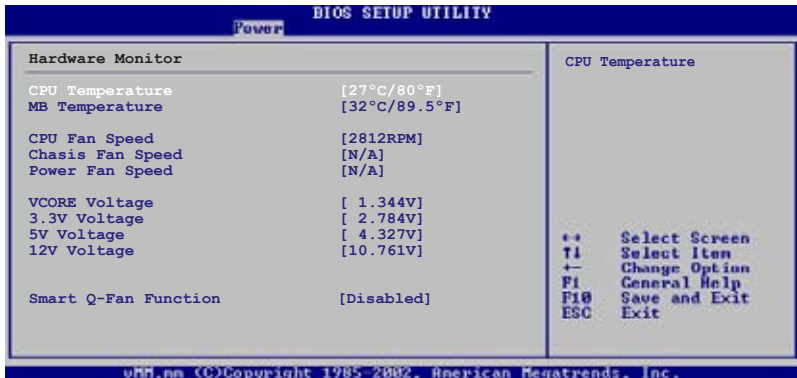 BIOS SETUP UTILITY
Power
Hardware Monitor
CPU Temperature [27°C/80°F]
MB Temperature [32°C/89.5°F]
CPU Fan Speed [2812RPM]
Chasis Fan Speed [N/A]
Power Fan Speed [N/A]
VCORE Voltage [ 1.344V]
3.3V Voltage [ 2.784V]
5V Voltage [ 4.327V]
12V Voltage [10.761V]
Smart Q-Fan Function [Disabled]
CPU Temperature
←→ Select Screen
↑↓ Select Item
+- Change Option
F1 General Help
F10 Save and Exit
ESC Exit
vMM.mm (C)Copyright 1985-2002, American Megatrends, Inc.